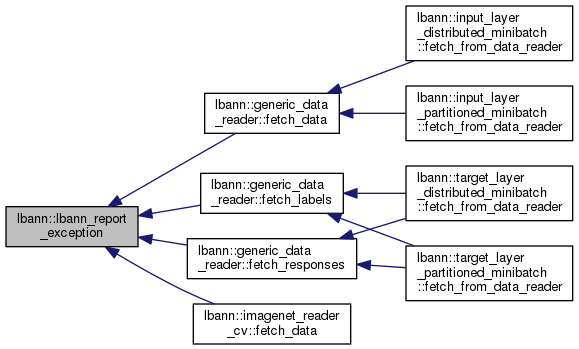 lbann::lbann_report
_exception
lbann::generic_data
_reader::fetch_data
lbann::input_layer
_distributed_minibatch
::fetch_from_data_reader
lbann::input_layer
_partitioned_minibatch
::fetch_from_data_reader
lbann::generic_data
_reader::fetch_labels
lbann::target_layer
_distributed_minibatch
::fetch_from_data_reader
lbann::target_layer
_partitioned_minibatch
::fetch_from_data_reader
lbann::generic_data
_reader::fetch_responses
lbann::imagenet_reader
_cv::fetch_data